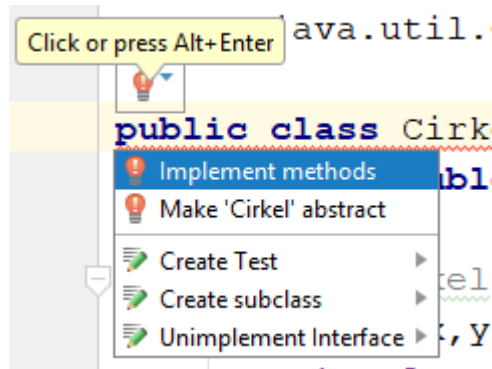 java.util.
Click or press Alt+Enter
public class Cirk
Implement methods
Make 'Cirkel' abstract
Create Test
Create subclass
Unimplement Interface
x,y